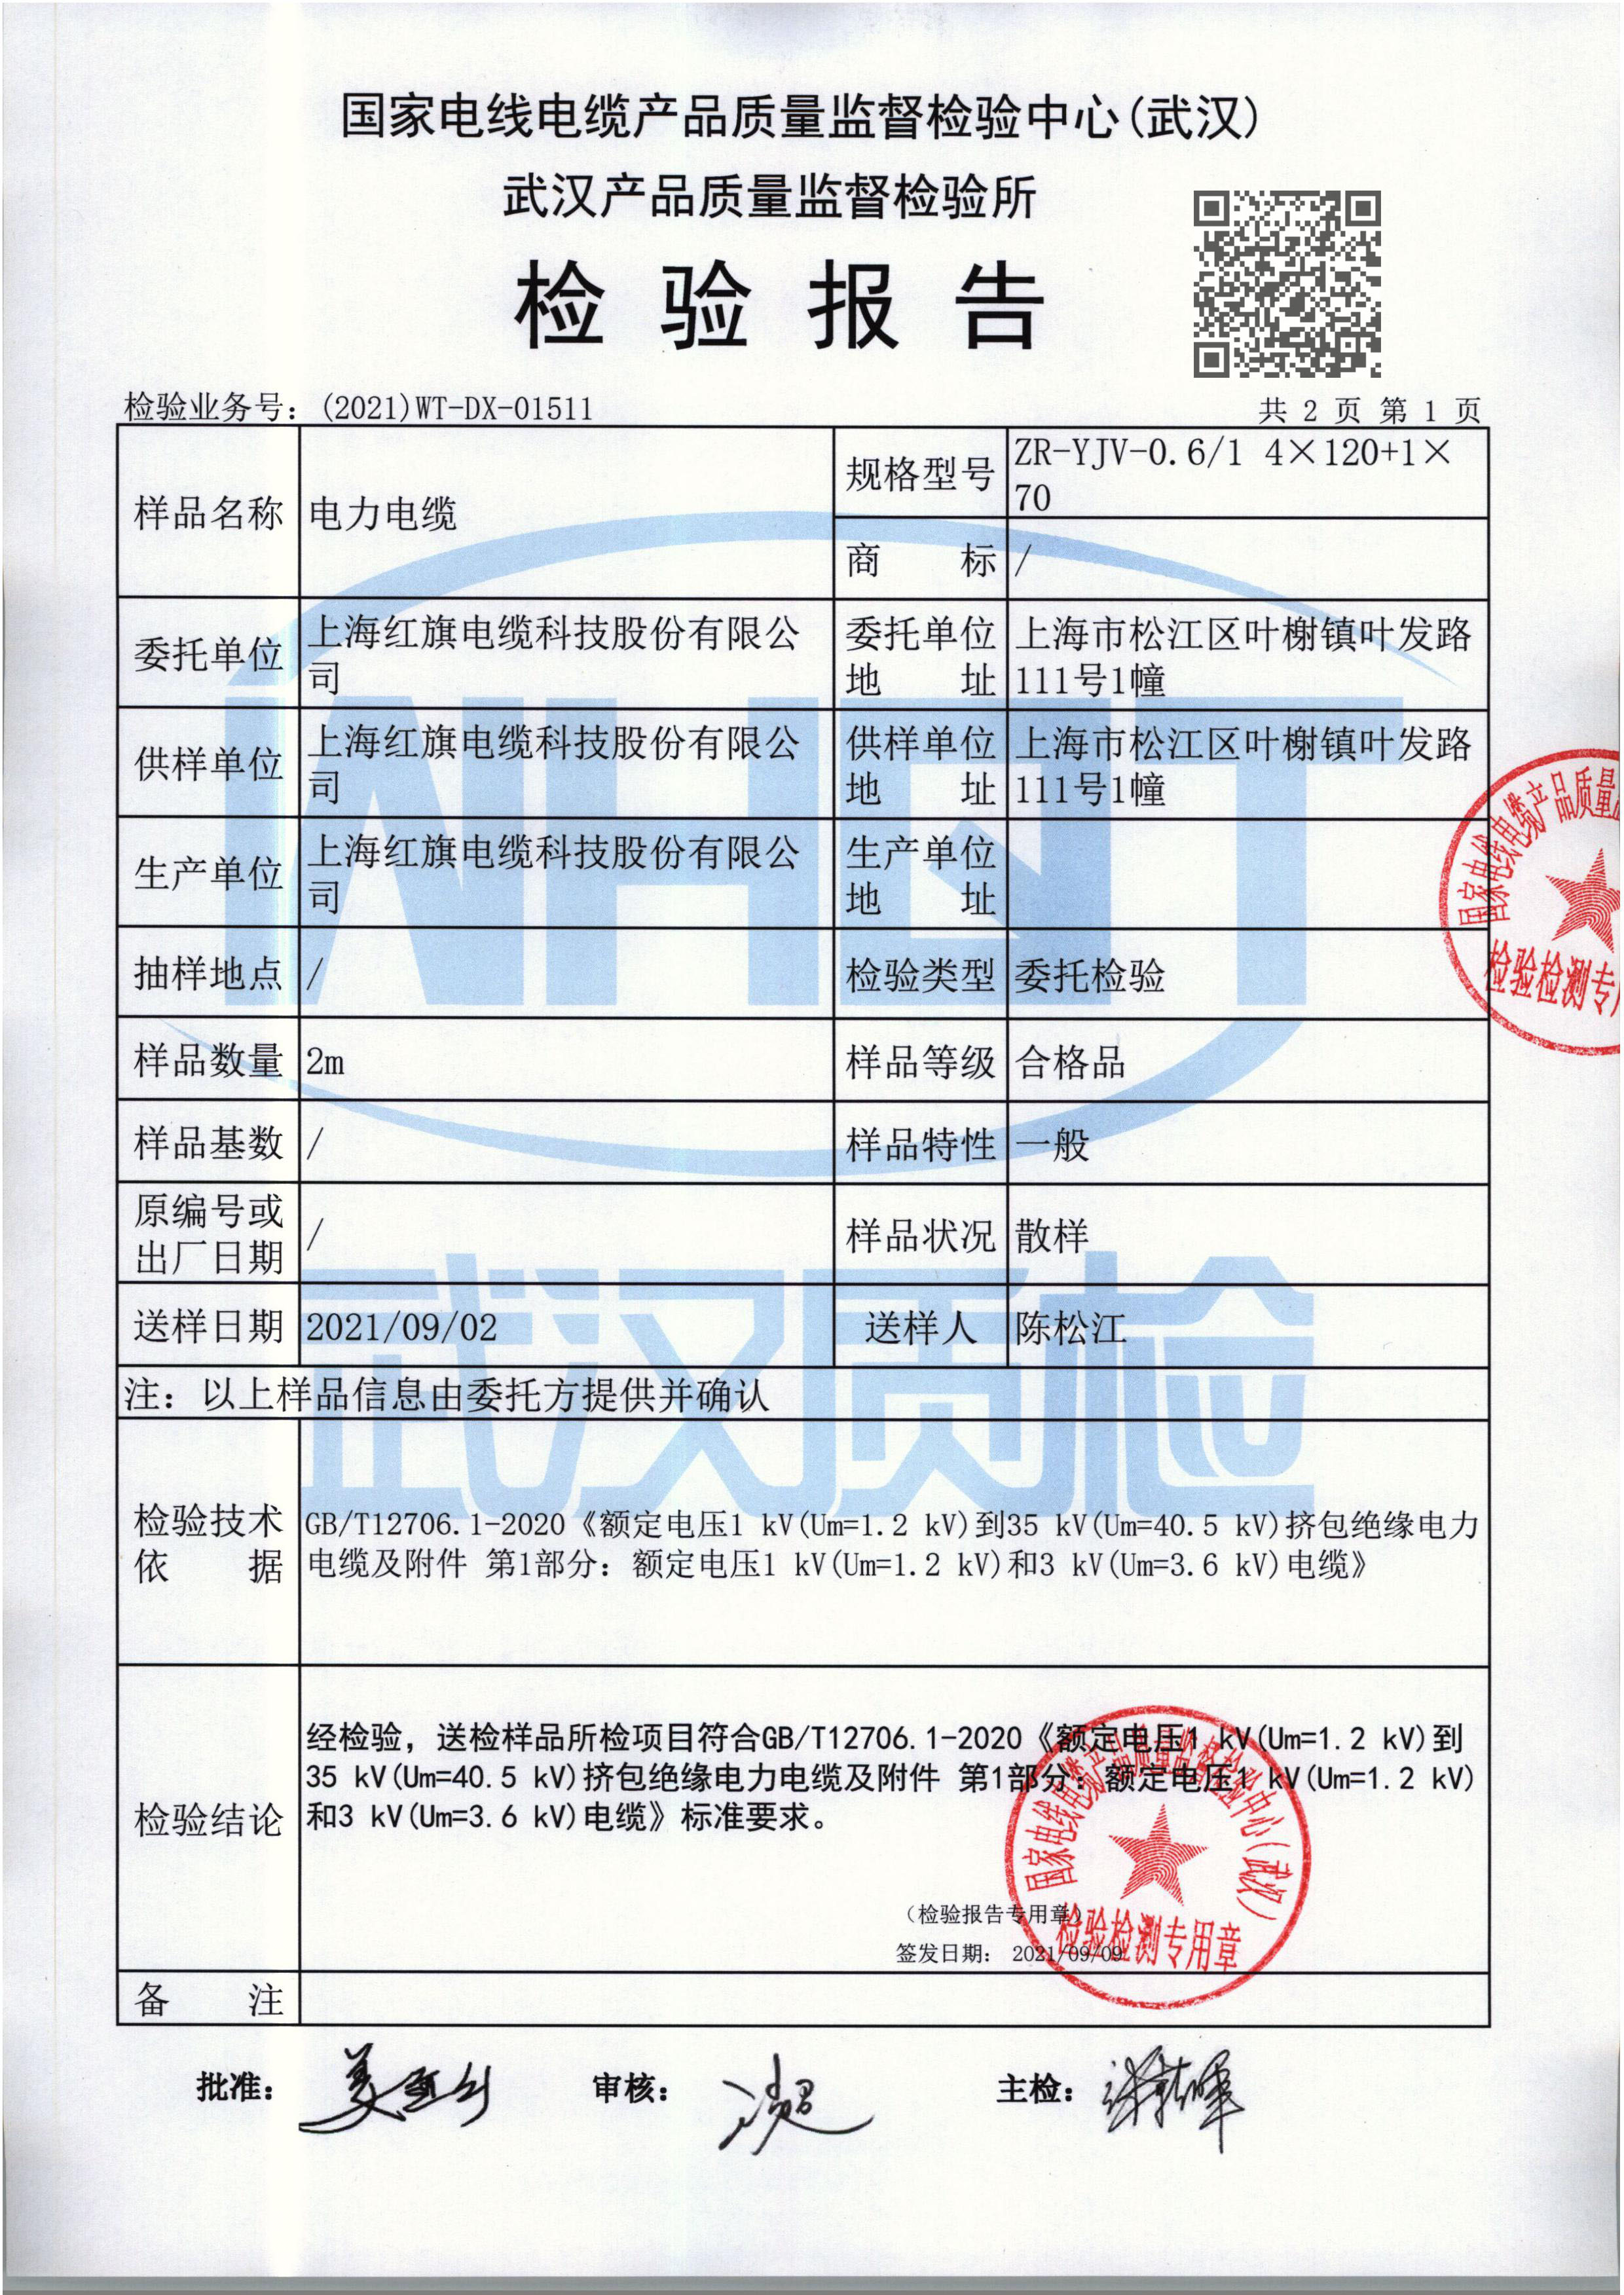 国家电线电缆产品质量监督检验中心(武汉)
武汉产品质量监督检验所
检验报告
检验业务号：(2021)WT-DX-01511
共 2 页 第 1 页
样品名称
电力电缆
规格型号
ZR-YJV-0.6/1 4×120+1×
70
商 标
/
委托单位
上海红旗电缆科技股份有限公
司
委托单位
地 址
上海市松江区叶榭镇叶发路
111号1幢
供样单位
上海红旗电缆科技股份有限公
司
供样单位
地 址
上海市松江区叶榭镇叶发路
111号1幢
生产单位
上海红旗电缆科技股份有限公
司
生产单位
地 址
抽样地点
/
检验类型
委托检验
样品数量
2m
样品等级
合格品
样品基数
/
样品特性
一般
原编号或
出厂日期
/
样品状况
散样
送样日期
2021/09/02
送样人
陈松江
注：以上样品信息由委托方提供并确认
检验技术
依 据
GB/T12706.1-2020《额定电压1 kV(Um=1.2 kV)到35 kV(Um=40.5 kV)挤包绝缘电力
电缆及附件 第1部分：额定电压1 kV(Um=1.2 kV)和3 kV(Um=3.6 kV)电缆》
检验结论
经检验，送检样品所检项目符合GB/T12706.1-2020《额定电压1 kV(Um=1.2 kV)到
35 kV(Um=40.5 kV)挤包绝缘电力电缆及附件 第1部分：额定电压1 kV(Um=1.2 kV)
和3 kV(Um=3.6 kV)电缆》标准要求。
（检验报告专用章）
签发日期： 2021/09/09
备 注
批准：
审核：
主检：
WHQT
武汉质检
国家电线电缆产品质量监
检验检测专用
国家电线电缆产品质量监督检验中心(武汉)
检验检测专用章